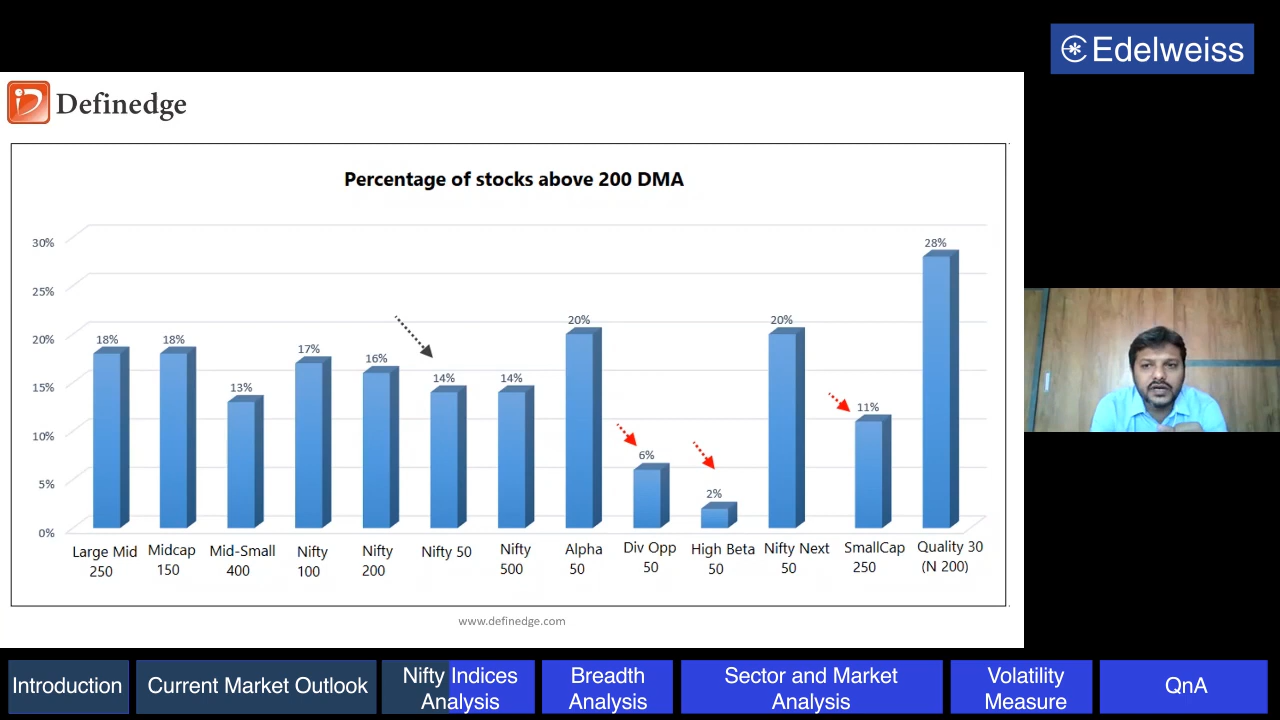 Edelweiss
Definedge
Percentage of stocks above 200 DMA
30%
25%
20%
15%
10%
5%
0%
18%
18%
13%
17%
16%
14%
14%
20%
6%
2%
20%
11%
28%
Large Mid
250
Midcap
150
Mid-Small
400
Nifty
100
Nifty
200
Nifty 50
Nifty
500
Alpha
50
Div Opp
50
High Beta
50
Nifty Next
50
SmallCap
250
Quality 30
(N 200)
www.definedge.com
Introduction
Current Market Outlook
Nifty Indices
Analysis
Breadth
Analysis
Sector and Market
Analysis
Volatility
Measure
QnA